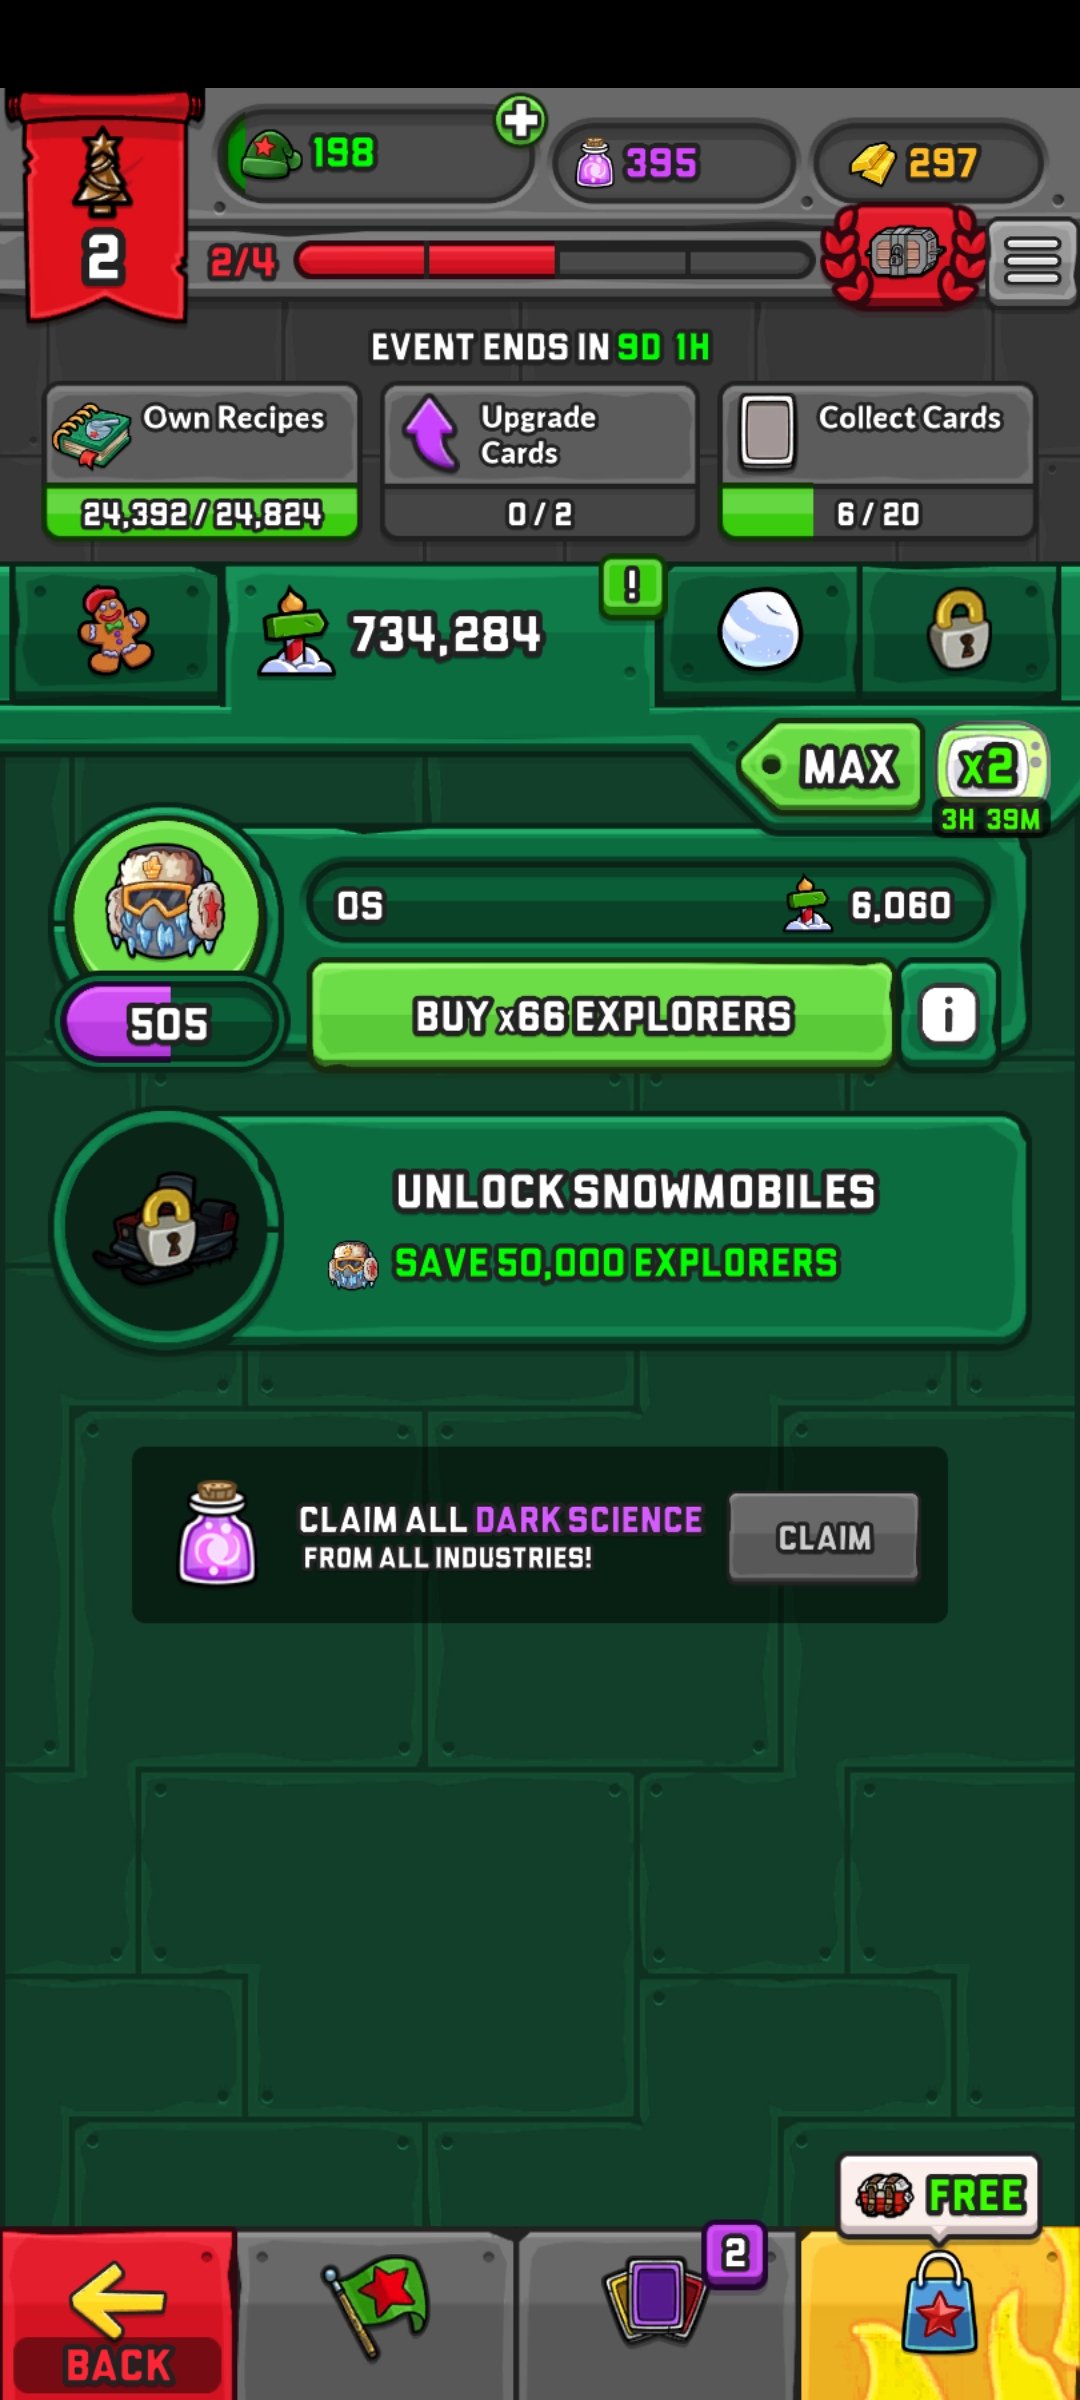 198
395
297
2
2/4
EVENT ENDS IN 9D 1H
Own Recipes
24,392/24,824
Upgrade
Cards
0/2
Collect Cards
6/20
734,284
!
MAX
x2
3H 39M
0S
6,060
505
BUY x66 EXPLORERS
i
UNLOCK SNOWMOBILES
SAVE 50,000 EXPLORERS
CLAIM ALL DARK SCIENCE
FROM ALL INDUSTRIES!
CLAIM
FREE
2
BACK